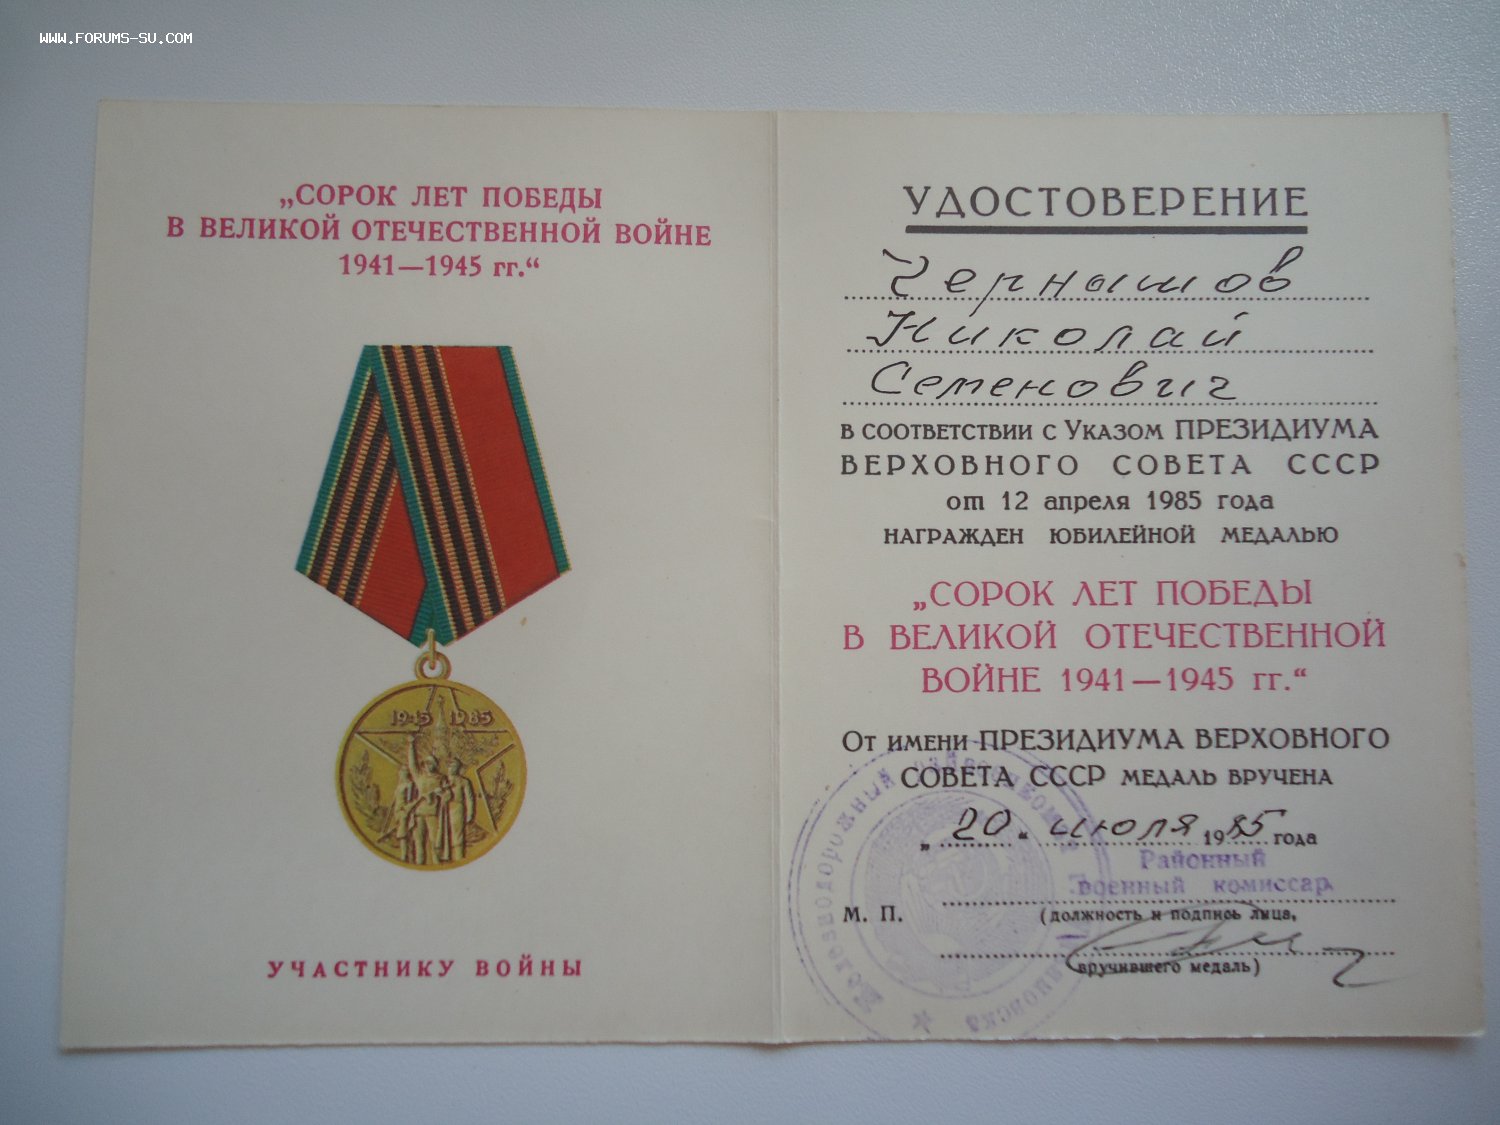 WWW.FORUMS-SU.COM
„СОРОК ЛЕТ ПОБЕДЫ
В ВЕЛИКОЙ ОТЕЧЕСТВЕННОЙ ВОЙНЕ
1941—1945 гг.“
1945 1985
УЧАСТНИКУ ВОЙНЫ
УДОСТОВЕРЕНИЕ
Чернышов
Николай
Семенович
В СООТВЕТСТВИИ С УКАЗОМ ПРЕЗИДИУМА
ВЕРХОВНОГО СОВЕТА СССР
от 12 апреля 1985 года
НАГРАЖДЕН ЮБИЛЕЙНОЙ МЕДАЛЬЮ
„СОРОК ЛЕТ ПОБЕДЫ
В ВЕЛИКОЙ ОТЕЧЕСТВЕННОЙ
ВОЙНЕ 1941—1945 гг.“
ОТ ИМЕНИ ПРЕЗИДИУМА ВЕРХОВНОГО
СОВЕТА СССР МЕДАЛЬ ВРУЧЕНА
„20“ июля 1985 года
Районный
военный комиссар
М. П.
(должность и подпись лица,
вручившего медаль)
Железнодорожный